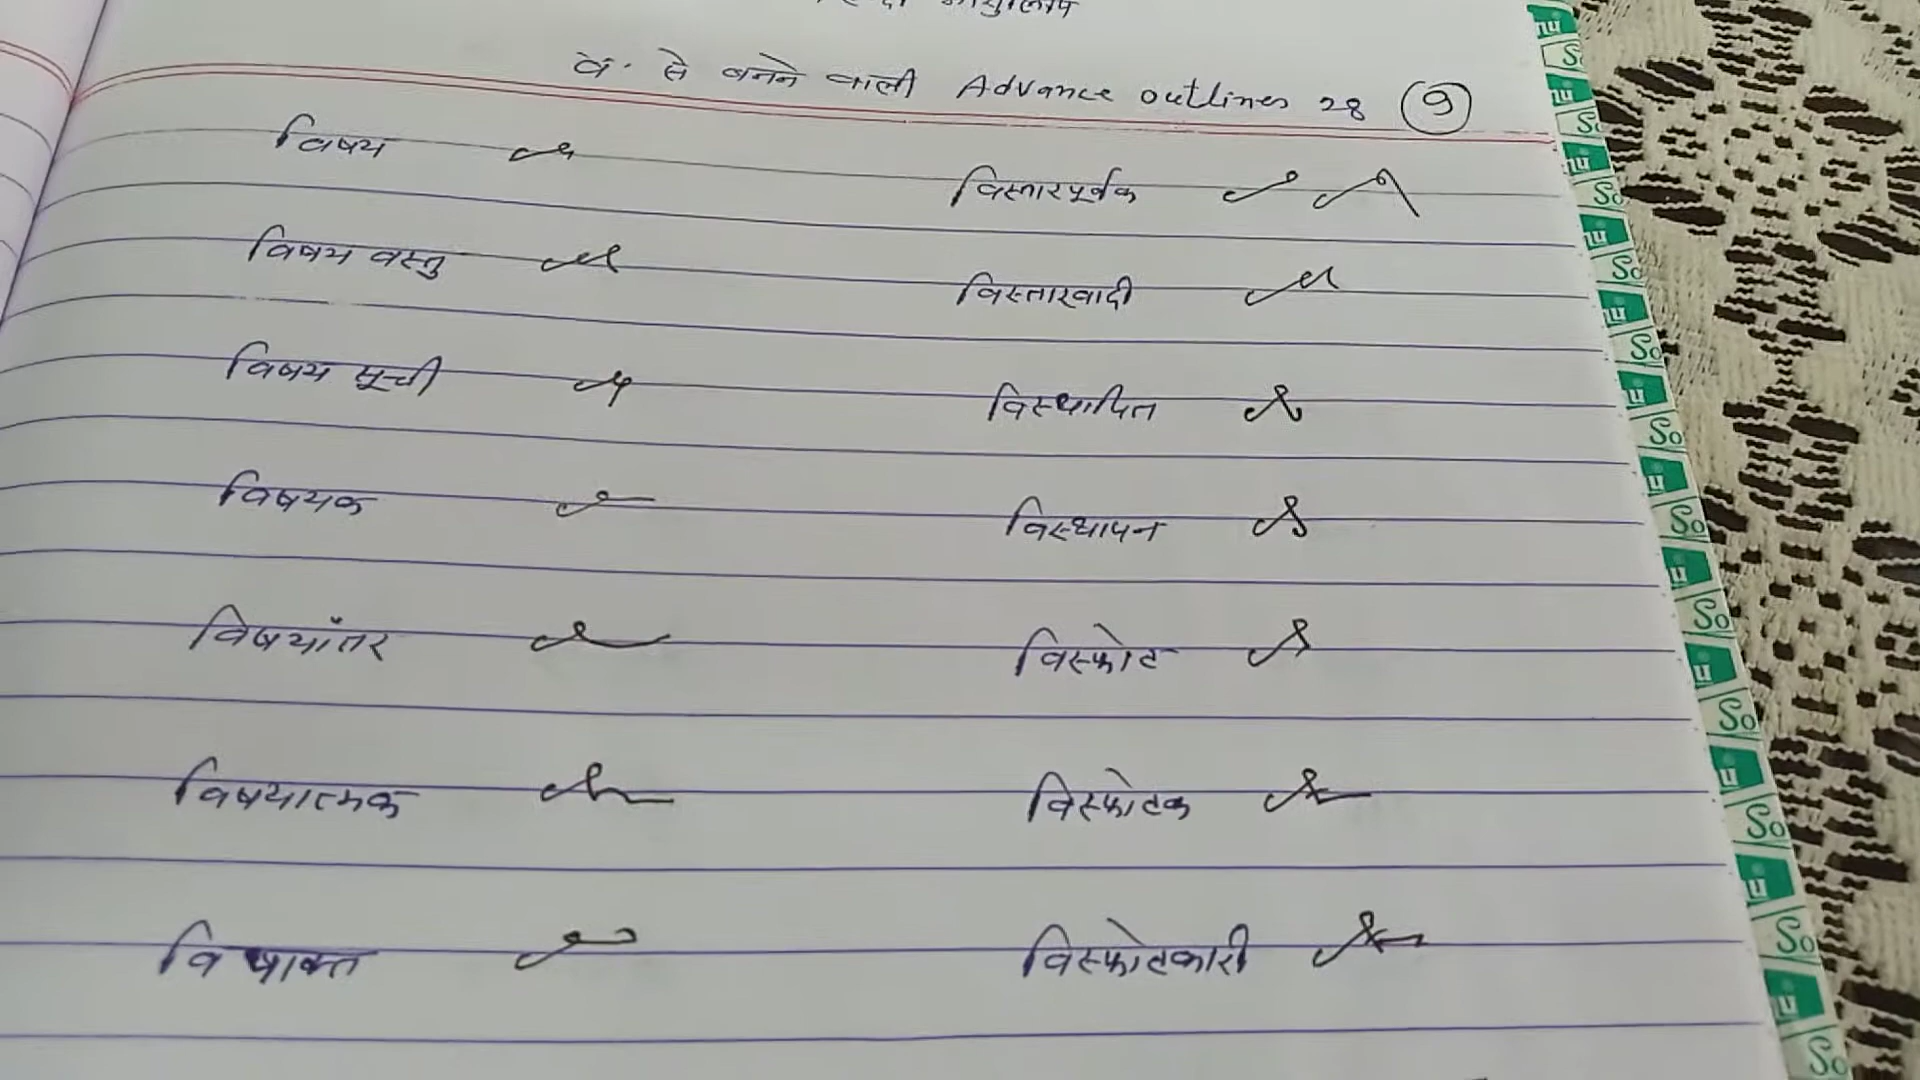 व. से बनने वाली Advance outlines 28 9
विषय
विषय वस्तु
विषय सूची
विषयक
विषयांतर
विषयात्मक
विषाक्त
विस्तारपूर्वक
विस्तारवादी
विस्थापित
विस्थापन
विस्फोट
विस्फोटक
विस्फोटकारी